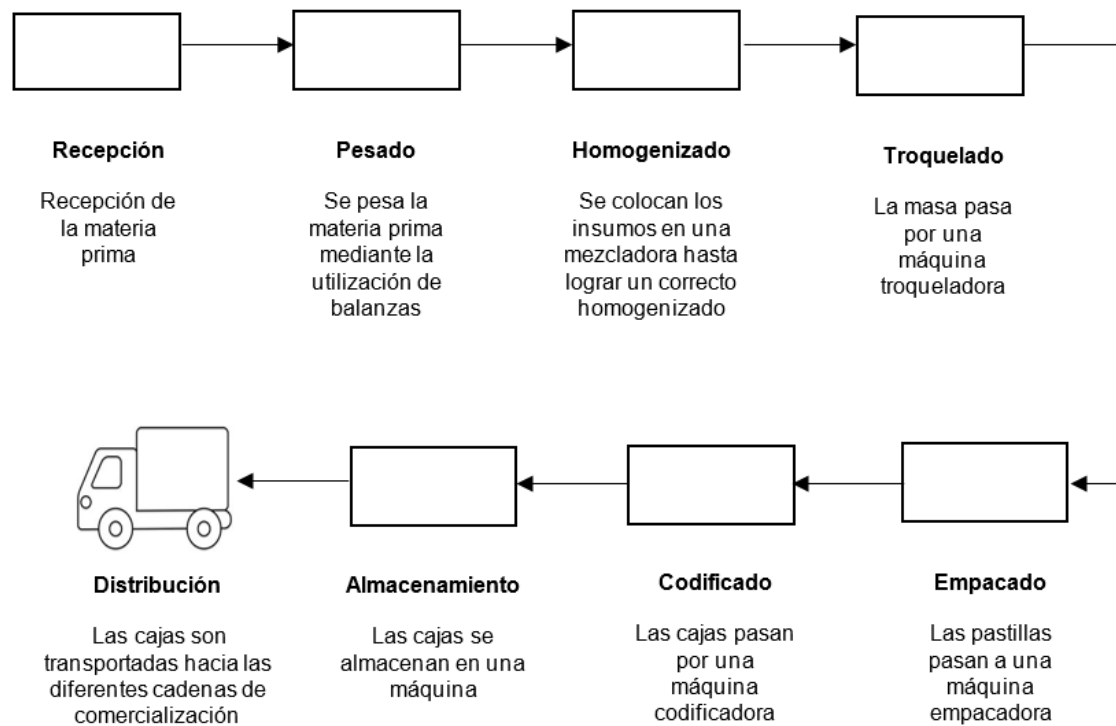 Recepción
Recepción de
la materia
prima
Pesado
Se pesa la
materia prima
mediante la
utilización de
balanzas
Homogenizado
Se colocan los
insumos en una
mezcladora hasta
lograr un correcto
homogenizado
Troquelado
La masa pasa
por una
máquina
troqueladora
Distribución
Las cajas son
transportadas hacia las
diferentes cadenas de
comercialización
Almacenamiento
Las cajas se
almacenan en una
máquina
Codificado
Las cajas pasan
por una
máquina
codificadora
Empacado
Las pastillas
pasan a una
máquina
empacadora